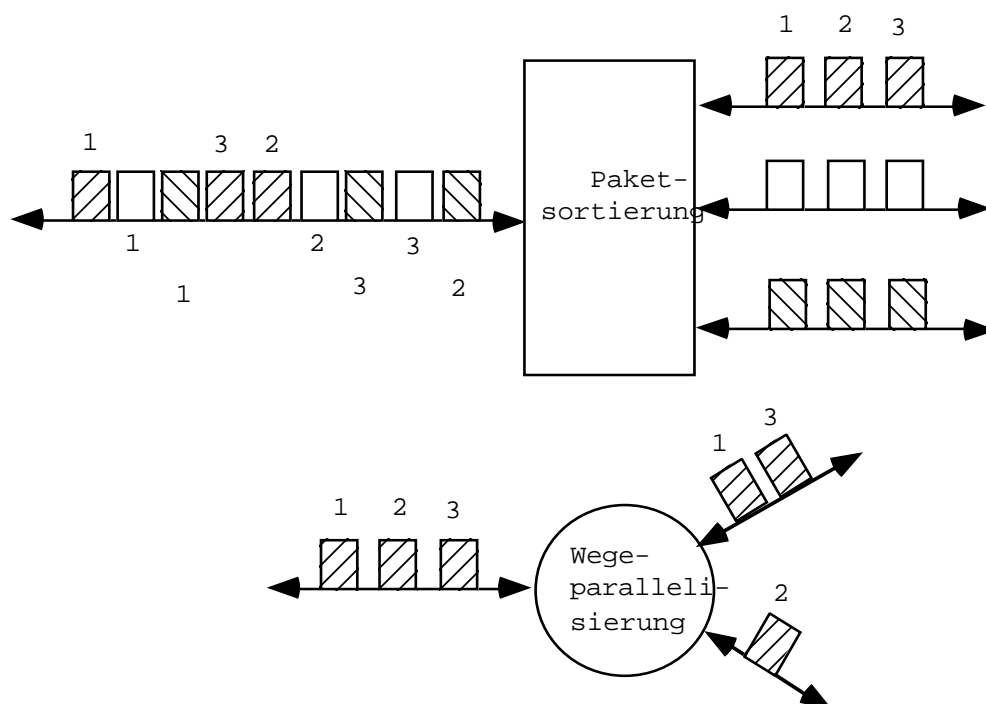 1 2 3
1 3 2
Paket-
sortierung
1 2 3
1 3 2
1 3
1 2 3
Wege-
paralleli-
sierung
2